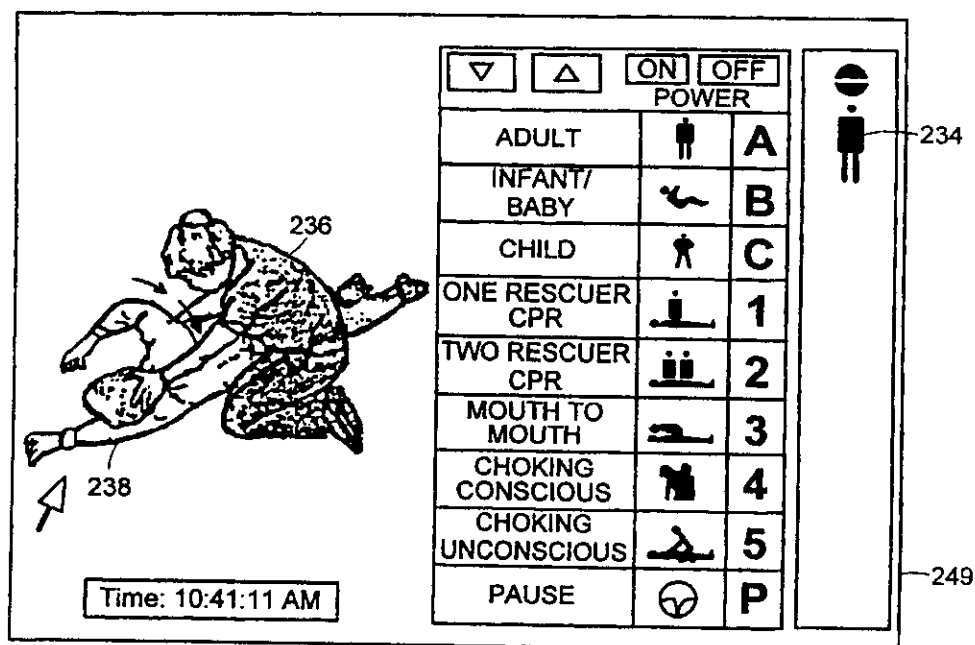 ON OFF
POWER
ADULT A
INFANT/
BABY B
CHILD C
ONE RESCUER
CPR 1
TWO RESCUER
CPR 2
MOUTH TO
MOUTH 3
CHOKING
CONSCIOUS 4
CHOKING
UNCONSCIOUS 5
PAUSE P
234
236
238
249
Time: 10:41:11 AM